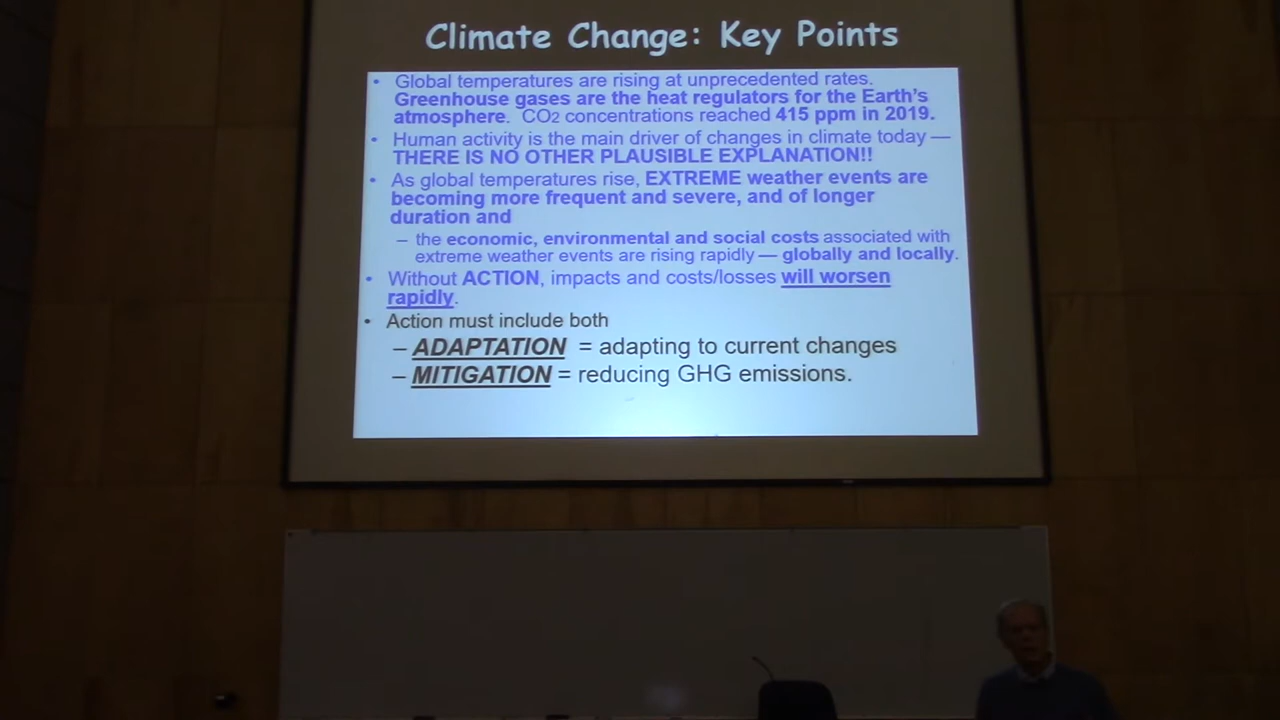 Climate Change: Key Points
• Global temperatures are rising at unprecedented rates.
Greenhouse gases are the heat regulators for the Earth's
atmosphere. CO2 concentrations reached 415 ppm in 2019.
• Human activity is the main driver of changes in climate today —
THERE IS NO OTHER PLAUSIBLE EXPLANATION!!
• As global temperatures rise, EXTREME weather events are
becoming more frequent and severe, and of longer
duration and
– the economic, environmental and social costs associated with
extreme weather events are rising rapidly — globally and locally.
• Without ACTION, impacts and costs/losses will worsen
rapidly.
• Action must include both
– ADAPTATION = adapting to current changes
– MITIGATION = reducing GHG emissions.